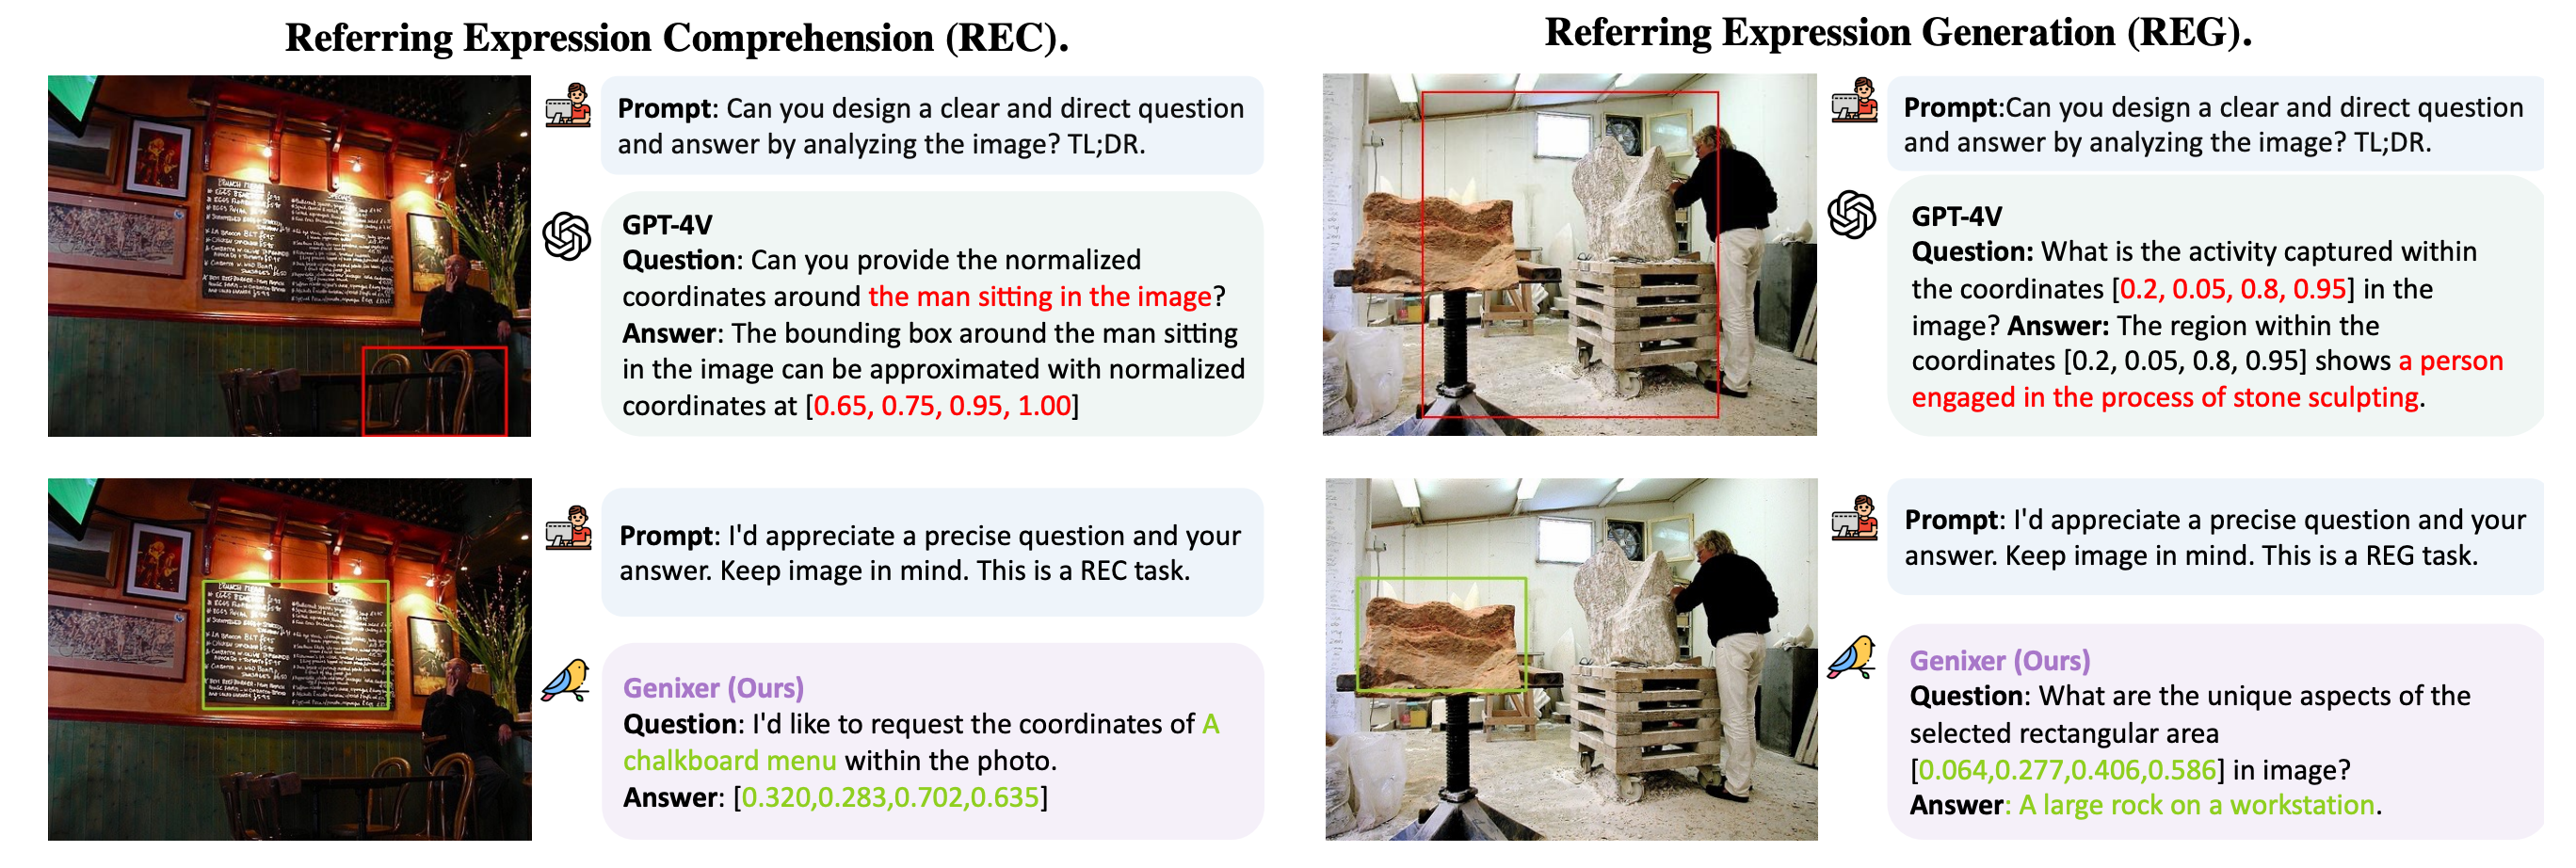 Referring Expression Comprehension (REC).
Prompt: Can you design a clear and direct question
and answer by analyzing the image? TL;DR.
GPT-4V
Question: Can you provide the normalized
coordinates around the man sitting in the image?
Answer: The bounding box around the man sitting
in the image can be approximated with normalized
coordinates at [0.65, 0.75, 0.95, 1.00]
Prompt: I'd appreciate a precise question and your
answer. Keep image in mind. This is a REC task.
Genixer (Ours)
Question: I'd like to request the coordinates of A
chalkboard menu within the photo.
Answer: [0.320,0.283,0.702,0.635]
Referring Expression Generation (REG).
Prompt:Can you design a clear and direct question
and answer by analyzing the image? TL;DR.
GPT-4V
Question: What is the activity captured within
the coordinates [0.2, 0.05, 0.8, 0.95] in the
image? Answer: The region within the
coordinates [0.2, 0.05, 0.8, 0.95] shows a person
engaged in the process of stone sculpting.
Prompt: I'd appreciate a precise question and your
answer. Keep image in mind. This is a REG task.
Genixer (Ours)
Question: What are the unique aspects of the
selected rectangular area
[0.064,0.277,0.406,0.586] in image?
Answer: A large rock on a workstation.